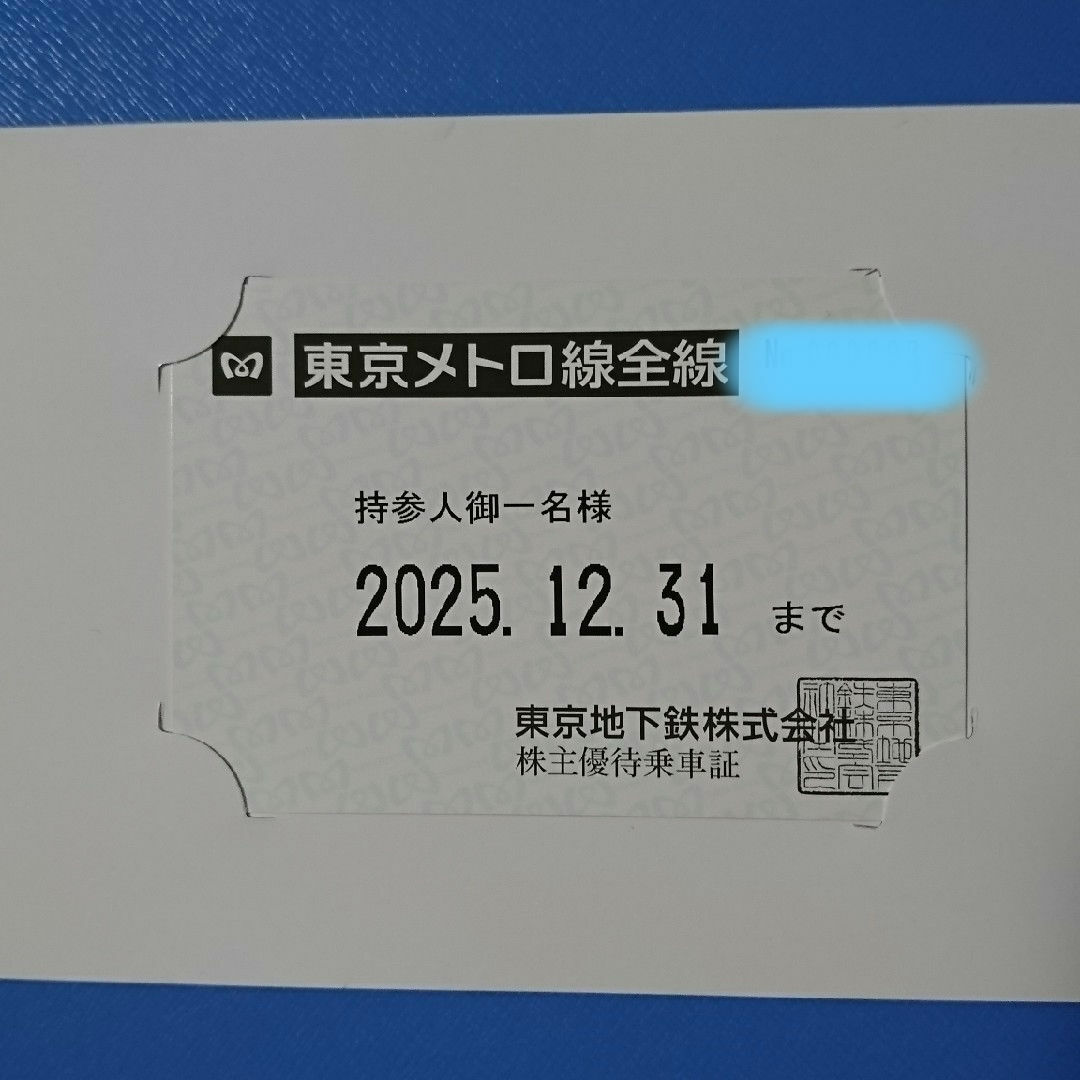 東京メトロ線全線
持参人御一名様
2025.12.31 まで
東京地下鉄株式会社
株主優待乗車証